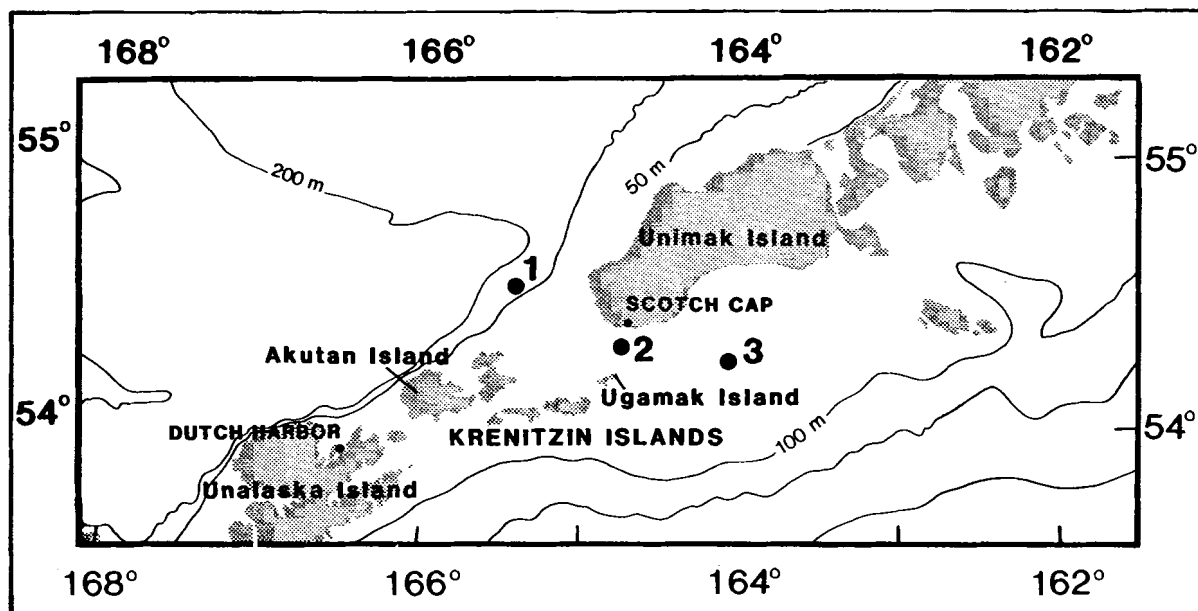 168° 166° 164° 162°
55° 55°
200 m
50 m
Unimak Island
1
SCOTCH CAP
2 3
Akutan Island
Ugamak Island
54° 54°
DUTCH HARBOR
KRENITZIN ISLANDS
100 m
Unalaska Island
168° 166° 164° 162°